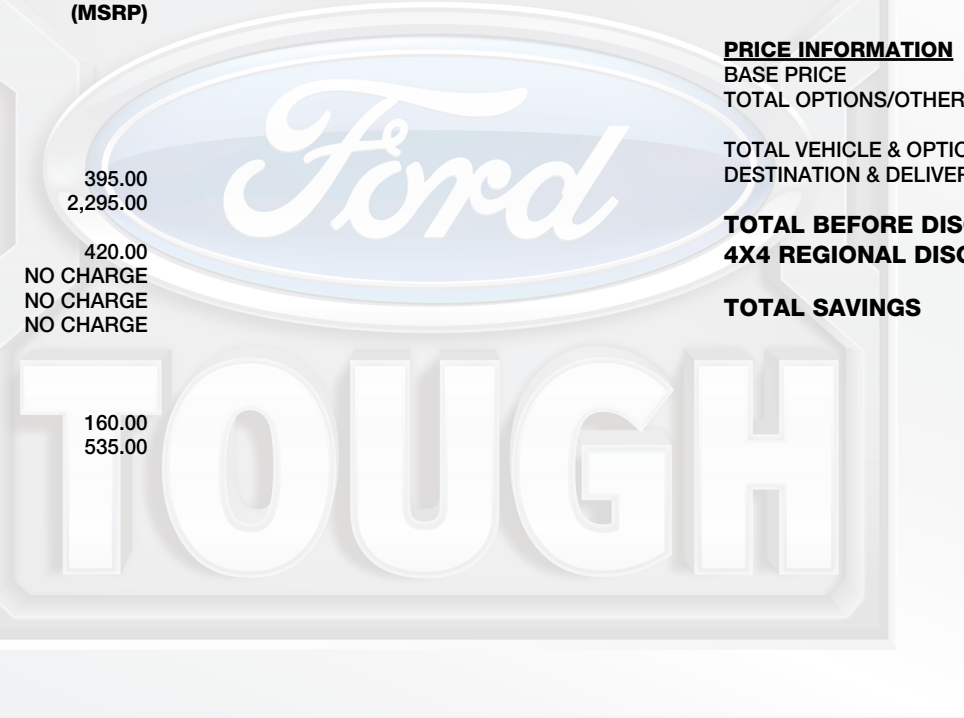 (MSRP)
395.00
2,295.00
420.00
NO CHARGE
NO CHARGE
NO CHARGE
160.00
535.00
PRICE INFORMATION
BASE PRICE
TOTAL OPTIONS/OTHER
TOTAL VEHICLE & OPTIO
DESTINATION & DELIVER
TOTAL BEFORE DISC
4X4 REGIONAL DISC
TOTAL SAVINGS
Ford
TOUGH